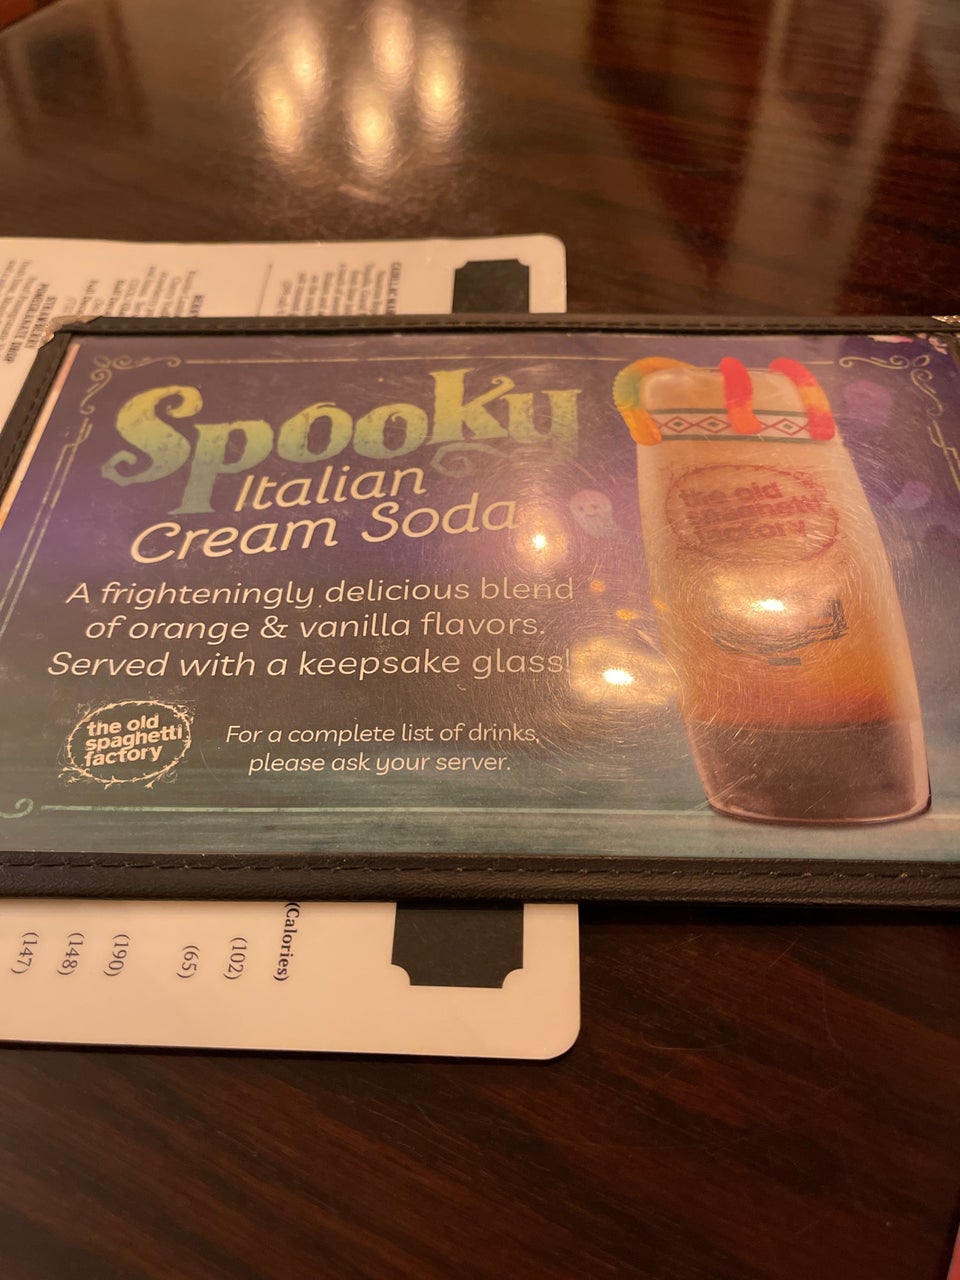 Spooky
Italian
Cream Soda
A frighteningly delicious blend
of orange & vanilla flavors.
Served with a keepsake glass!
the old
spaghetti
factory
For a complete list of drinks,
please ask your server.
the old
spaghetti
factory
(Calories)
(102)
(65)
(190)
(148)
(147)